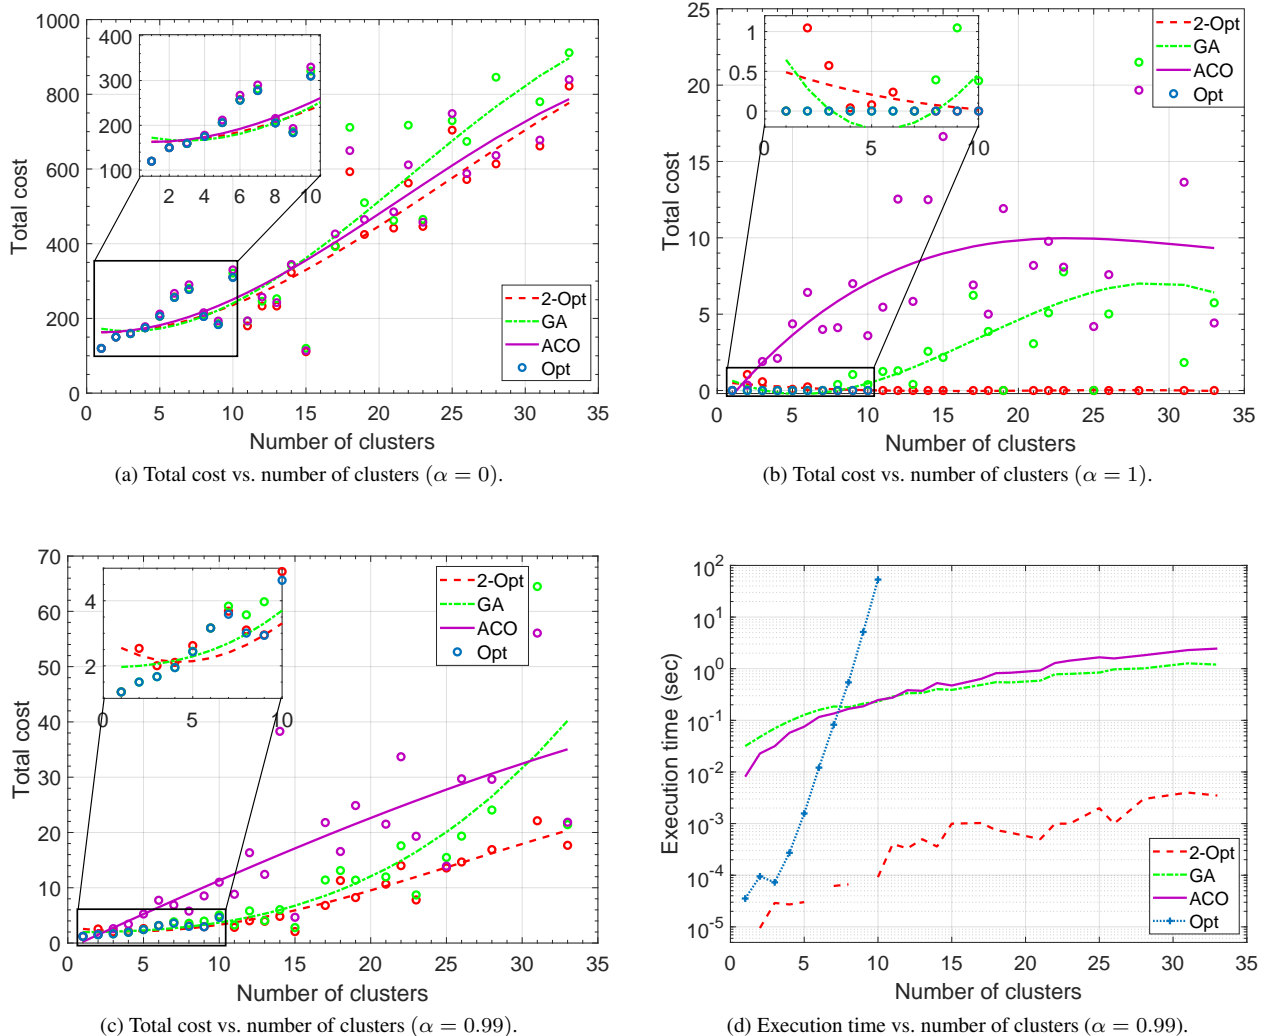 1000
900
800
600
400
200
0
Total cost
400
300
200
100
2 4 6 8 10
2-Opt
GA
ACO
Opt
0 5 10 15 20 25 30 35
Number of clusters
(a) Total cost vs. number of clusters (α = 0).
25
20
15
10
5
0
Total cost
1
0.5
0
0 5 10
2-Opt
GA
ACO
Opt
0 5 10 15 20 25 30 35
Number of clusters
(b) Total cost vs. number of clusters (α = 1).
70
60
50
40
30
20
10
0
Total cost
4
2
0 5 10
2-Opt
GA
ACO
Opt
0 5 10 15 20 25 30 35
Number of clusters
(c) Total cost vs. number of clusters (α = 0.99).
10^2
10^1
10^0
10^-1
10^-2
10^-3
10^-4
10^-5
Execution time (sec)
2-Opt
GA
ACO
Opt
0 5 10 15 20 25 30 35
Number of clusters
(d) Execution time vs. number of clusters (α = 0.99).